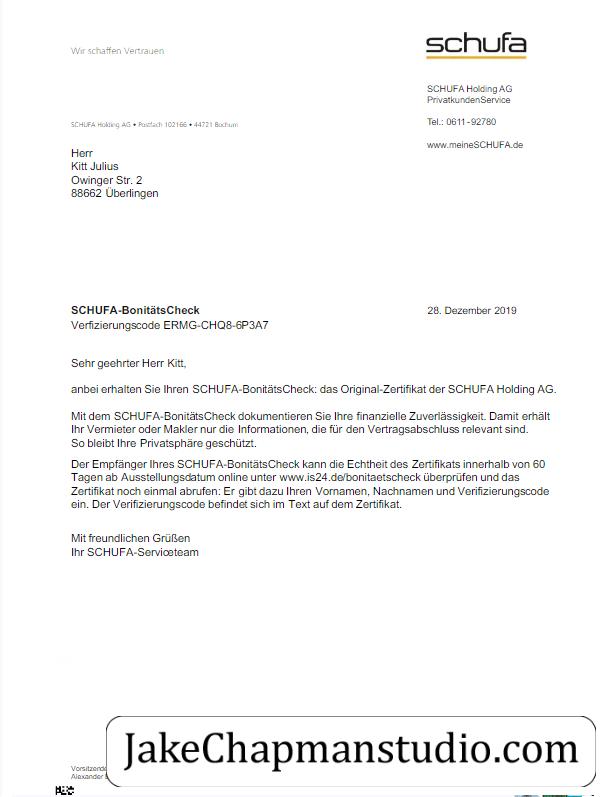 Wir schaffen Vertrauen
schufa
SCHUFA Holding AG
PrivatkundenService
Tel.: 0611-92780
www.meineSCHUFA.de
SCHUFA Holding AG • Postfach 102166 • 44721 Bochum
Herr
Kitt Julius
Owinger Str. 2
88662 Überlingen
SCHUFA-BonitätsCheck
28. Dezember 2019
Verfizierungscode ERMG-CHQ8-6P3A7
Sehr geehrter Herr Kitt,
anbei erhalten Sie Ihren SCHUFA-BonitätsCheck: das Original-Zertifikat der SCHUFA Holding AG.
Mit dem SCHUFA-BonitätsCheck dokumentieren Sie Ihre finanzielle Zuverlässigkeit. Damit erhält
Ihr Vermieter oder Makler nur die Informationen, die für den Vertragsabschluss relevant sind.
So bleibt Ihre Privatsphäre geschützt.
Der Empfänger Ihres SCHUFA-BonitätsCheck kann die Echtheit des Zertifikats innerhalb von 60
Tagen ab Ausstellungsdatum online unter www.is24.de/bonitaetscheck überprüfen und das
Zertifikat noch einmal abrufen: Er gibt dazu Ihren Vornamen, Nachnamen und Verifizierungscode
ein. Der Verifizierungscode befindet sich im Text auf dem Zertifikat.
Mit freundlichen Grüßen
Ihr SCHUFA-Serviceteam
JakeChapmanstudio.com
Alexander